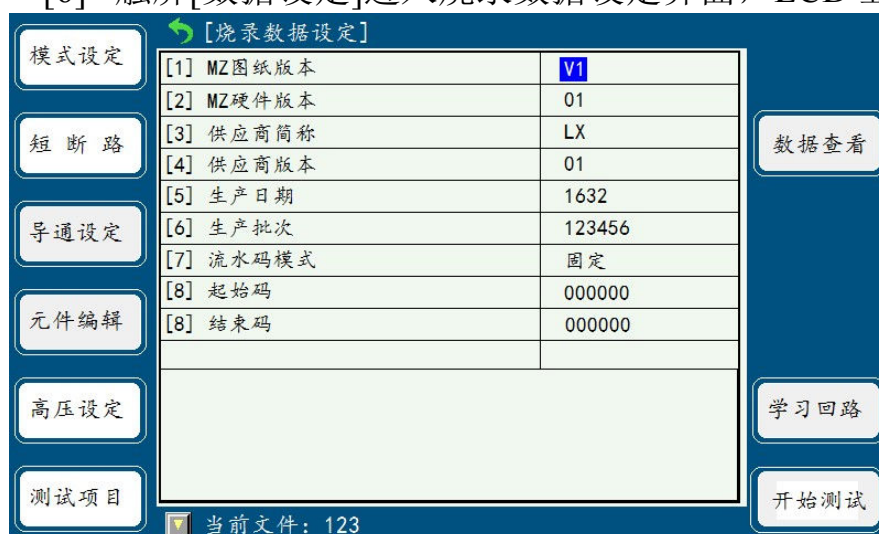 [烧录数据设定]
模式设定
短 断 路
导通设定
元件编辑
高压设定
测试项目
[1] MZ图纸版本 V1
[2] MZ硬件版本 01
[3] 供应商简称 LX
[4] 供应商版本 01
[5] 生产日期 1632
[6] 生产批次 123456
[7] 流水码模式 固定
[8] 起始码 000000
[8] 结束码 000000
数据查看
学习回路
开始测试
当前文件: 123